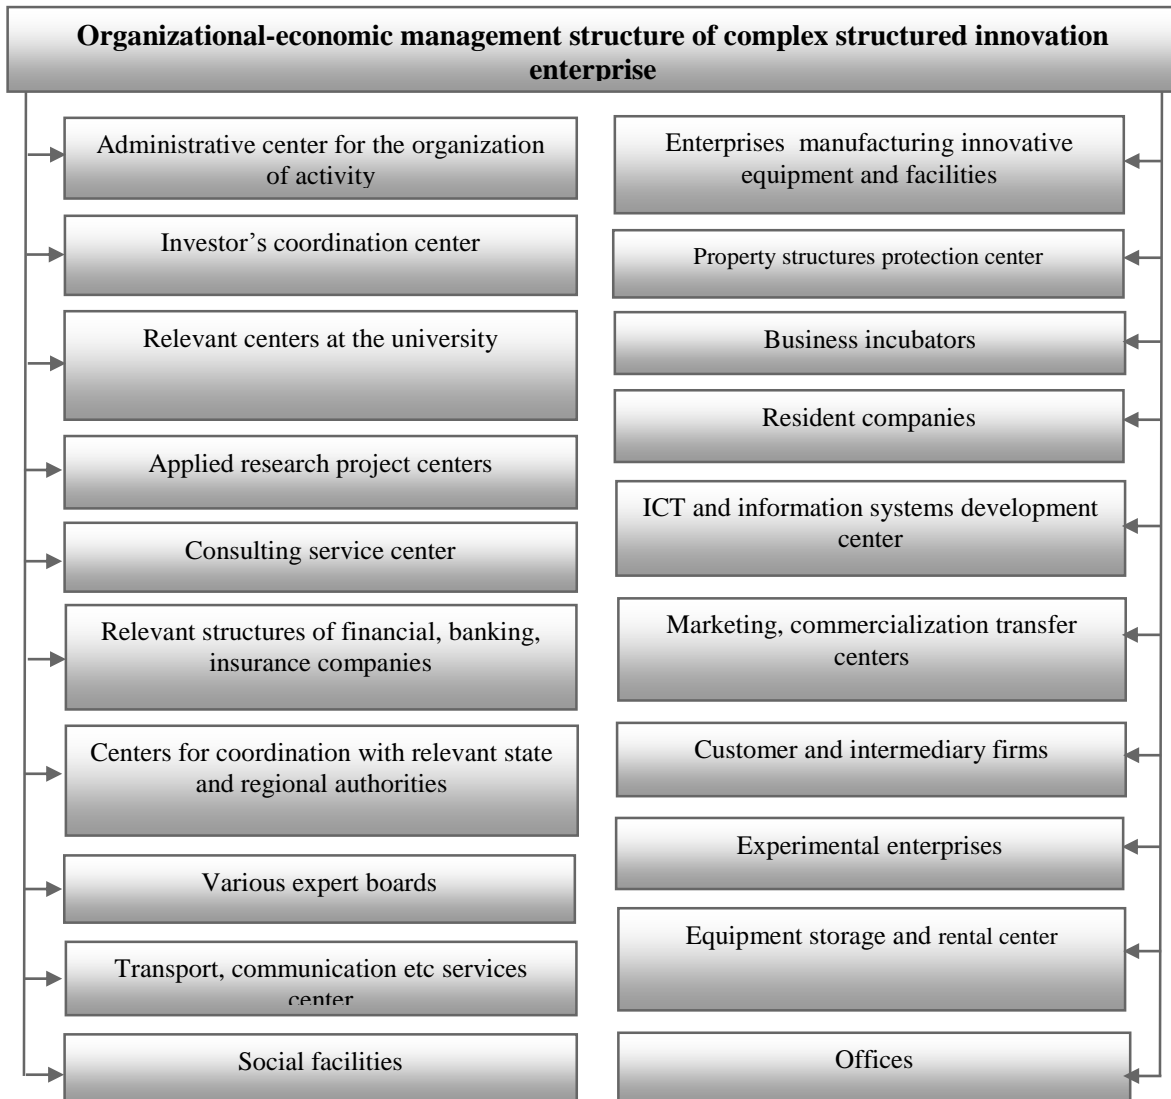 Organizational-economic management structure of complex structured innovation
enterprise
Administrative center for the organization
of activity
Investor’s coordination center
Relevant centers at the university
Applied research project centers
Consulting service center
Relevant structures of financial, banking,
insurance companies
Centers for coordination with relevant state
and regional authorities
Various expert boards
Transport, communication etc services
center
Social facilities
Enterprises manufacturing innovative
equipment and facilities
Property structures protection center
Business incubators
Resident companies
ICT and information systems development
center
Marketing, commercialization transfer
centers
Customer and intermediary firms
Experimental enterprises
Equipment storage and rental center
Offices